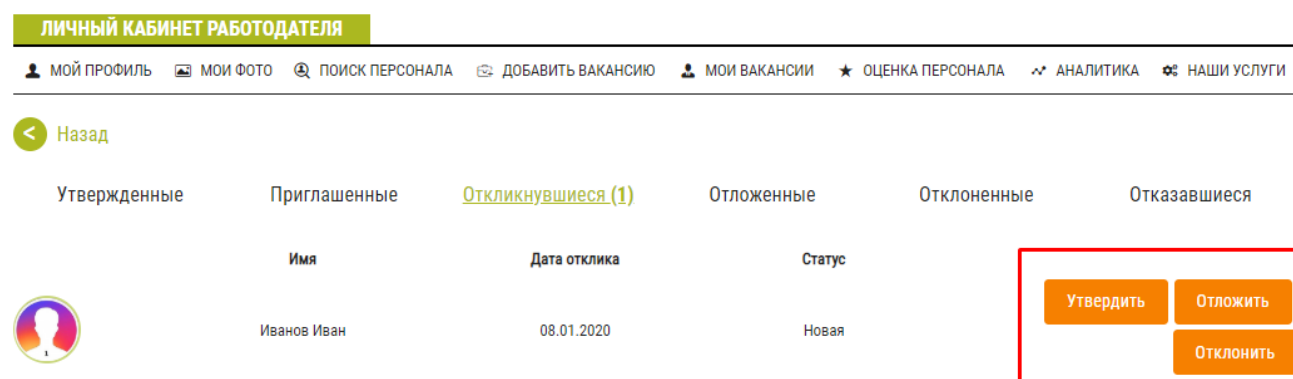 ЛИЧНЫЙ КАБИНЕТ РАБОТОДАТЕЛЯ
МОЙ ПРОФИЛЬ МОИ ФОТО ПОИСК ПЕРСОНАЛА ДОБАВИТЬ ВАКАНСИЮ МОИ ВАКАНСИИ ОЦЕНКА ПЕРСОНАЛА АНАЛИТИКА НАШИ УСЛУГИ
< Назад
Утвержденные Приглашенные Откликнувшиеся (1) Отложенные Отклоненные Отказавшиеся
Имя Дата отклика Статус
Утвердить Отложить
1 Иванов Иван 08.01.2020 Новая
Отклонить